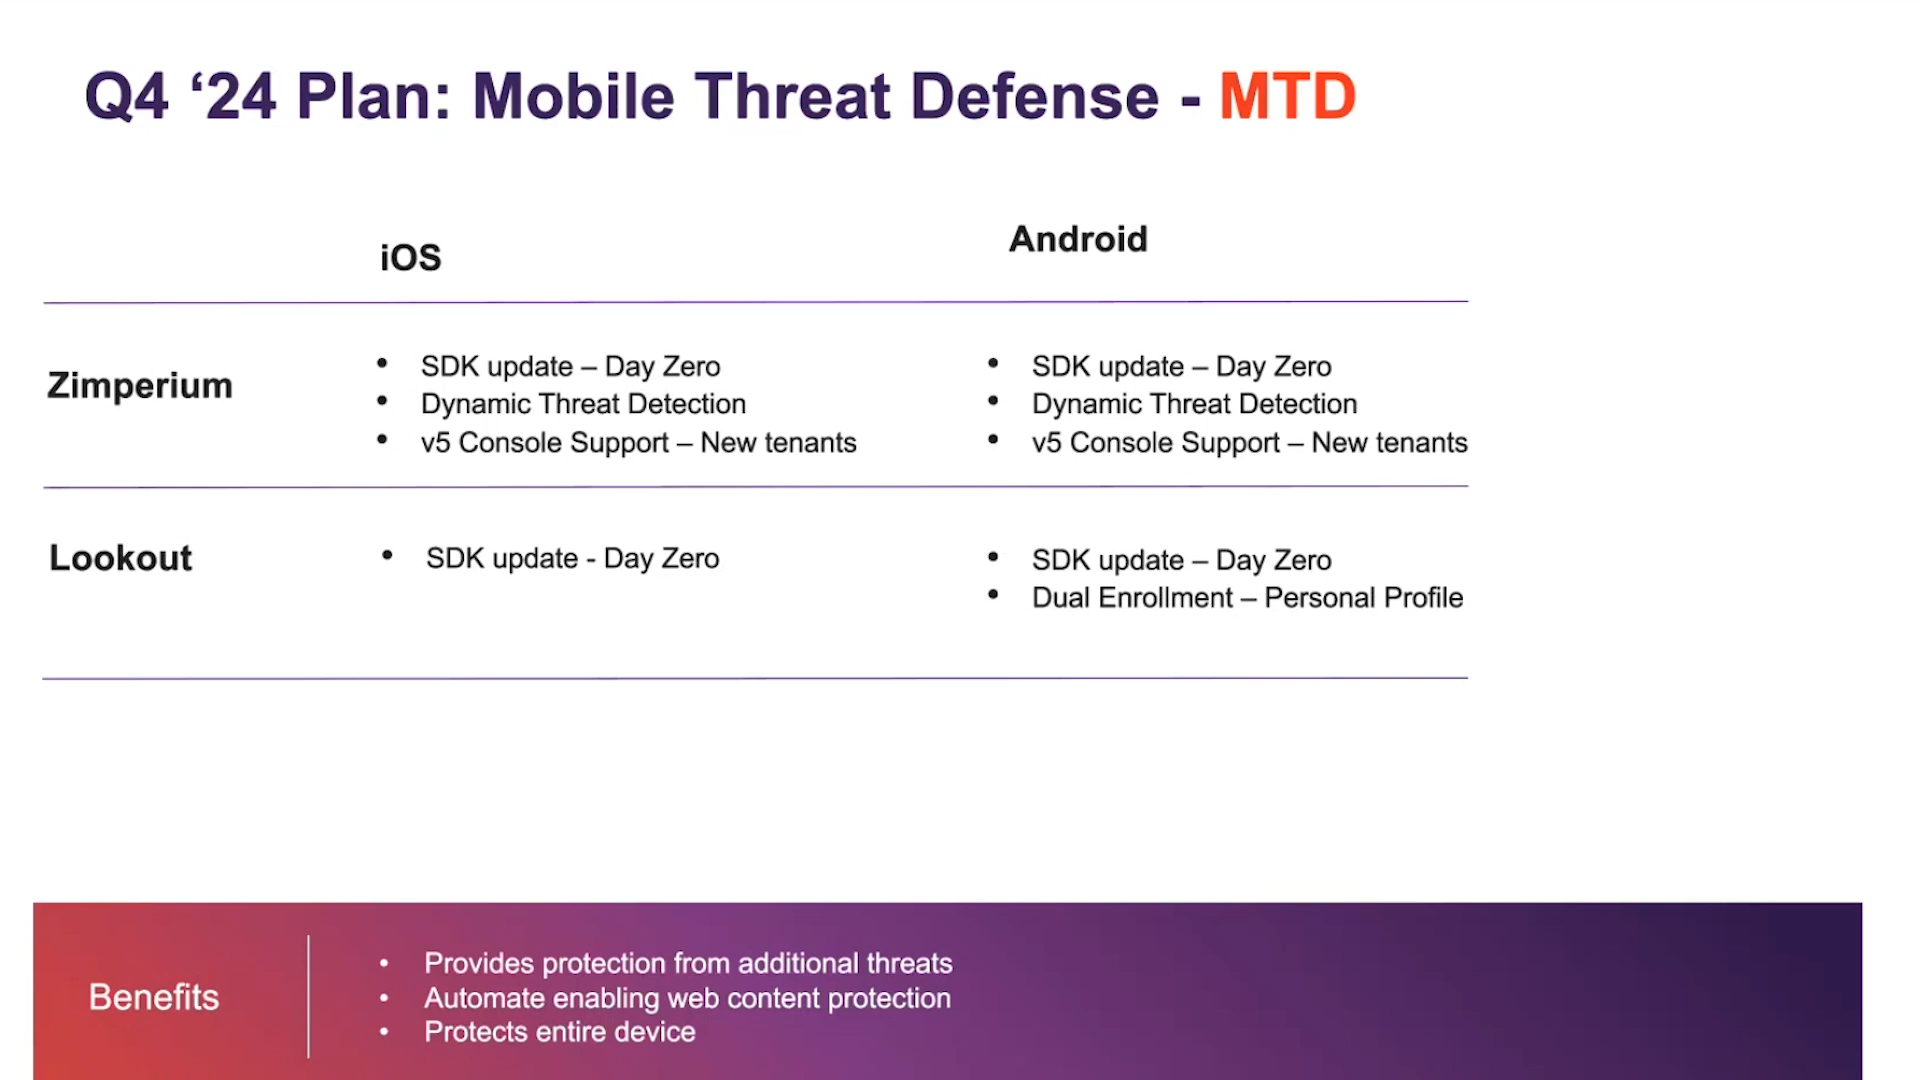 Q4 ‘24 Plan: Mobile Threat Defense - MTD
iOS
Android
Zimperium
• SDK update – Day Zero
• Dynamic Threat Detection
• v5 Console Support – New tenants
• SDK update – Day Zero
• Dynamic Threat Detection
• v5 Console Support – New tenants
Lookout
• SDK update - Day Zero
• SDK update – Day Zero
• Dual Enrollment – Personal Profile
Benefits
• Provides protection from additional threats
• Automate enabling web content protection
• Protects entire device